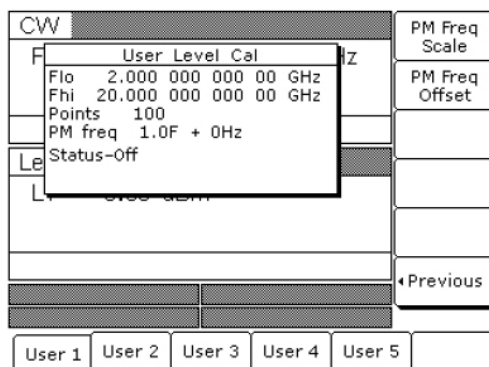 CW
F Hz
User Level Cal
Flo 2.000 000 000 00 GHz
Fhi 20.000 000 000 00 GHz
Points 100
PM freq 1.0F + 0Hz
Status-Off
Le
PM Freq
Scale
PM Freq
Offset
Previous
User 1
User 2
User 3
User 4
User 5